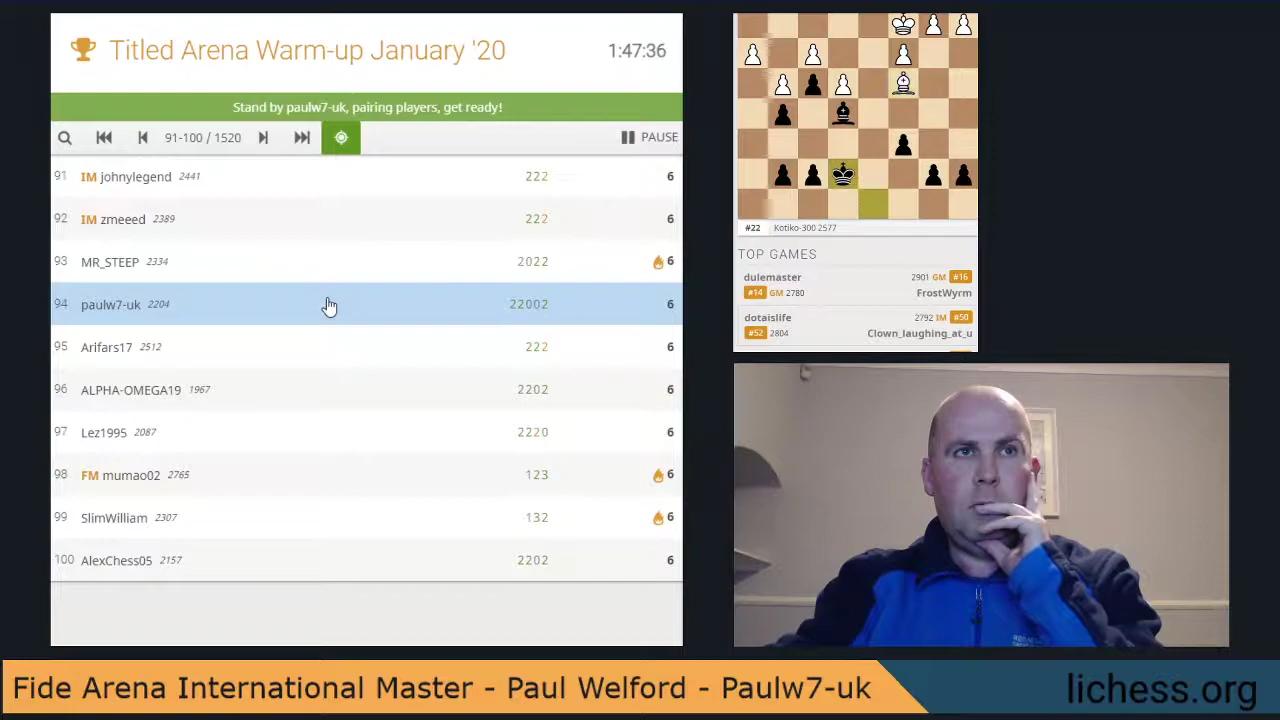 Titled Arena Warm-up January '20
1:47:36
Stand by paulw7-uk, pairing players, get ready!
91-100 / 1520
PAUSE
91 IM johnylegend 2441 222 6
92 IM zmeeed 2389 222 6
93 MR_STEEP 2334 2022 6
94 paulw7-uk 2204 22002 6
95 Arifars17 2512 222 6
96 ALPHA-OMEGA19 1967 2202 6
97 Lez1995 2087 2220 6
98 FM mumao02 2765 123 6
99 SlimWilliam 2307 132 6
100 AlexChess05 2157 2202 6
#22 Kotiko-300 2577
TOP GAMES
dulemaster 2901 GM #16
#14 GM 2780 FrostWyrm
dotaislife 2792 IM #50
#52 2804 Clown_laughing_at_u
Fide Arena International Master - Paul Welford - Paulw7-uk
lichess.org